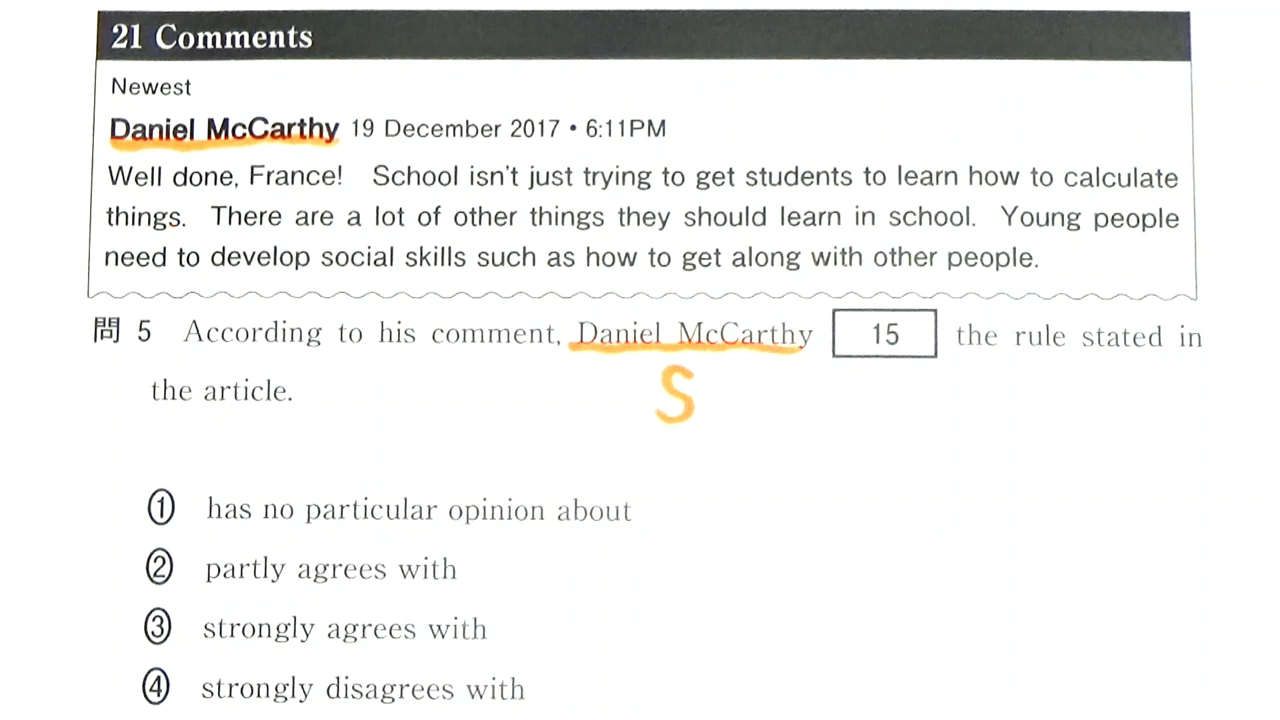 21 Comments
Newest
Daniel McCarthy 19 December 2017 • 6:11PM
Well done, France! School isn't just trying to get students to learn how to calculate
things. There are a lot of other things they should learn in school. Young people
need to develop social skills such as how to get along with other people.
問 5 According to his comment, Daniel McCarthy 15 the rule stated in
the article.
S
① has no particular opinion about
② partly agrees with
③ strongly agrees with
④ strongly disagrees with